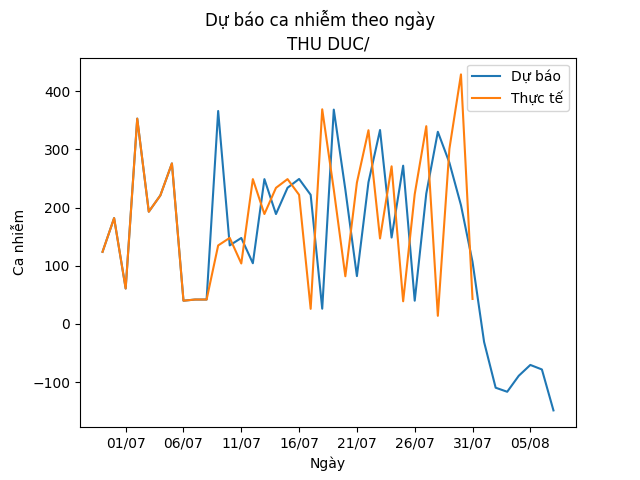 Dự báo ca nhiễm theo ngày
THU DUC/
Dự báo
Thực tế
Ca nhiễm
400
300
200
100
0
−100
01/07 06/07 11/07 16/07 21/07 26/07 31/07 05/08
Ngày